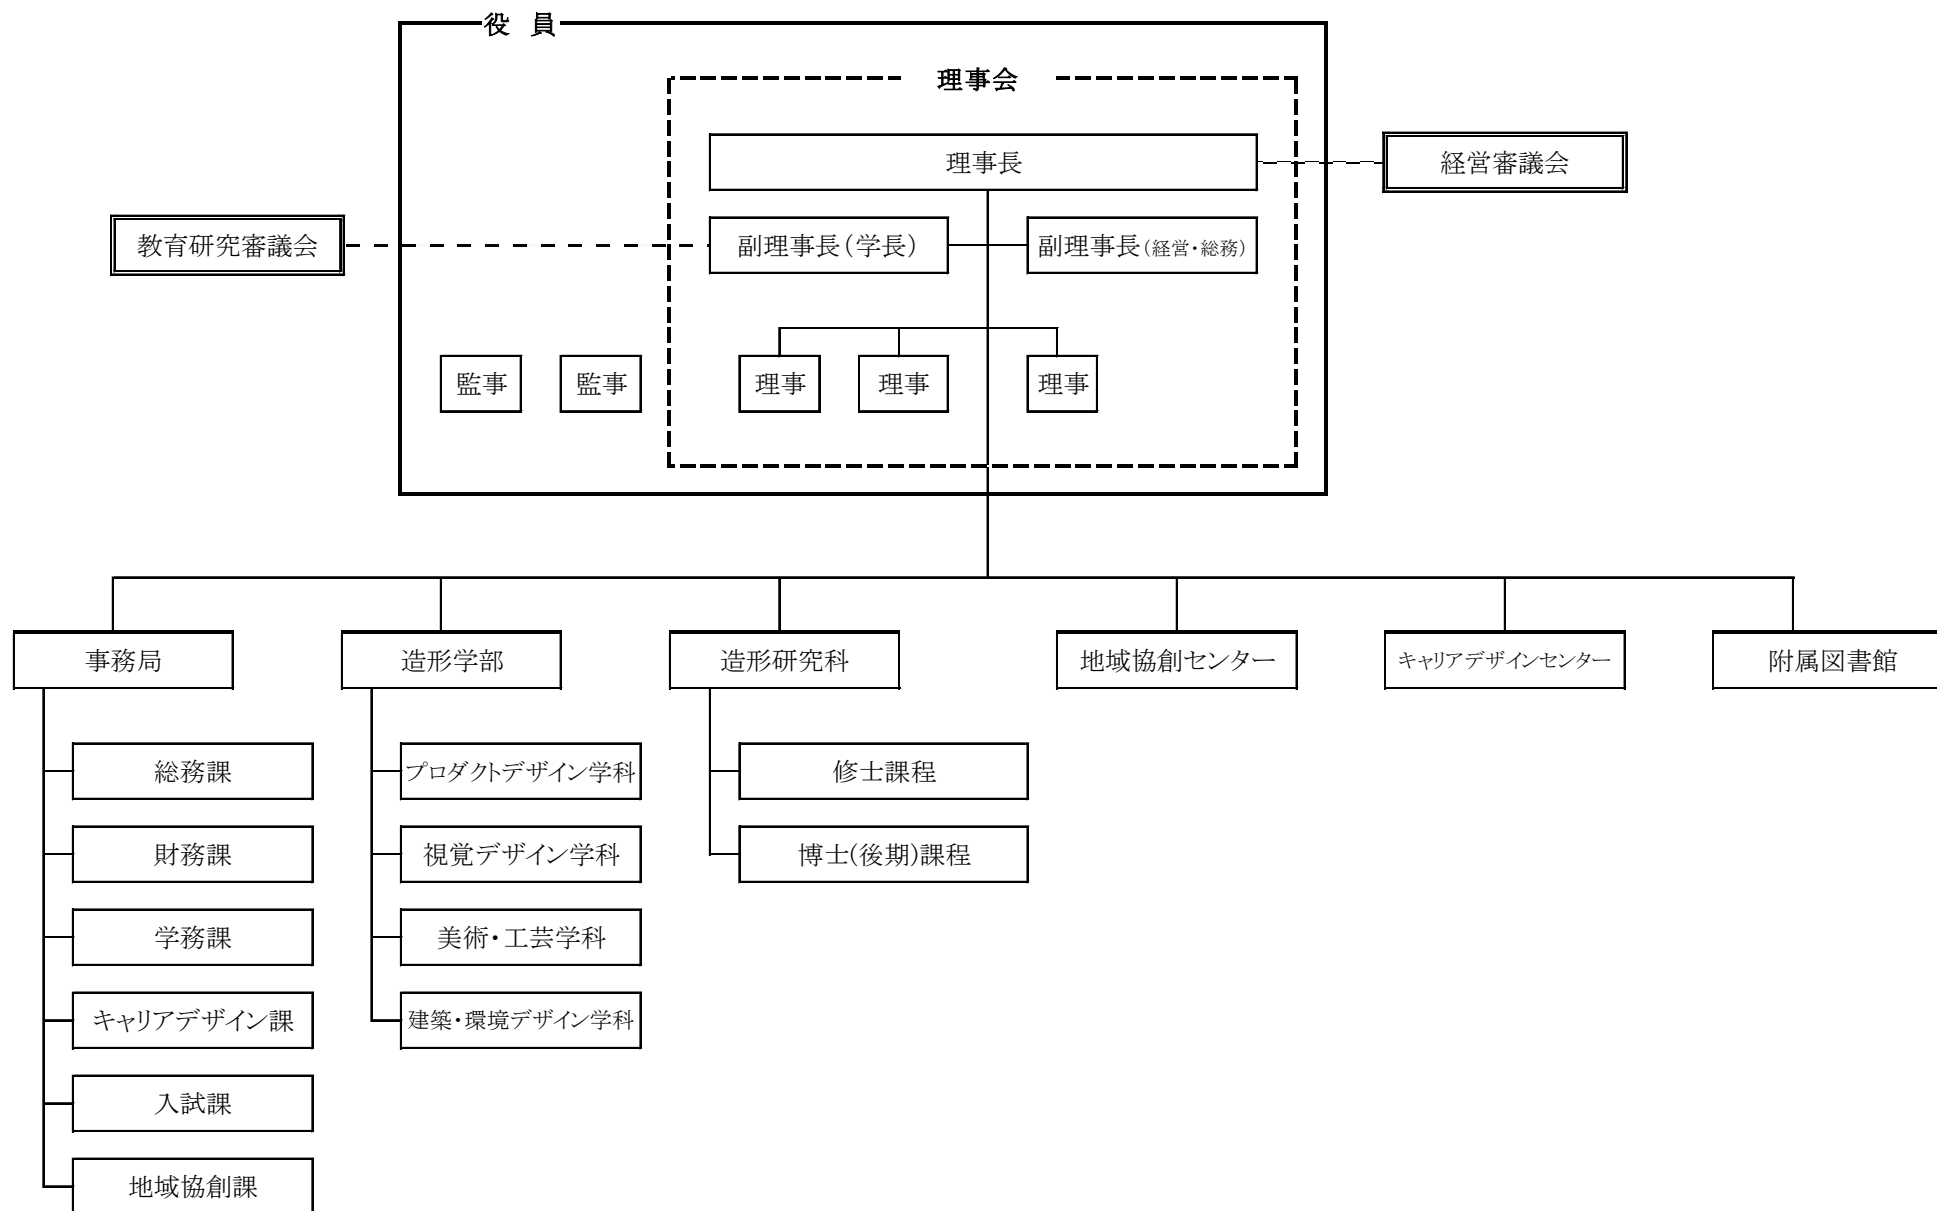 役 員
理事会
理事長
経営審議会
教育研究審議会
副理事長(学長)
副理事長(経営・総務)
監事
監事
理事
理事
理事
事務局
造形学部
造形研究科
地域協創センター
キャリアデザインセンター
附属図書館
総務課
プロダクトデザイン学科
修士課程
財務課
視覚デザイン学科
博士(後期)課程
学務課
美術・工芸学科
キャリアデザイン課
建築・環境デザイン学科
入試課
地域協創課